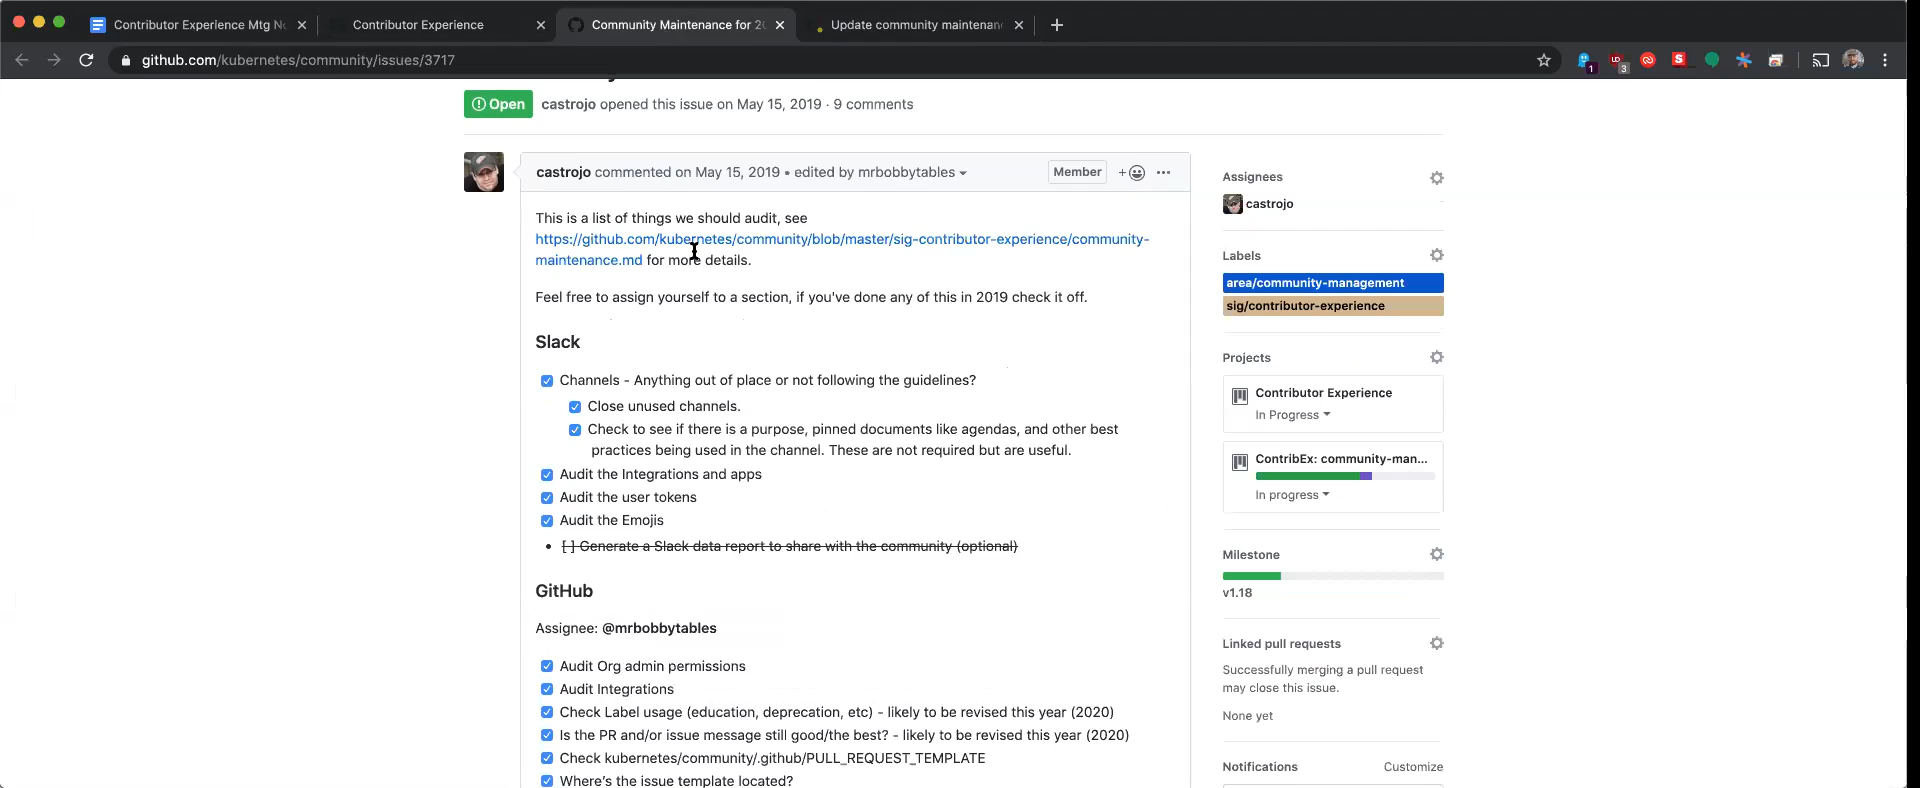 Contributor Experience Mtg No
Contributor Experience
Community Maintenance for 20
Update community maintenan
github.com/kubernetes/community/issues/3717
1
UD
3
S
Open
castrojo opened this issue on May 15, 2019 · 9 comments
castrojo commented on May 15, 2019 • edited by mrbobbytables
Member
This is a list of things we should audit, see
https://github.com/kubernetes/community/blob/master/sig-contributor-experience/community-
maintenance.md for more details.
Feel free to assign yourself to a section, if you've done any of this in 2019 check it off.
Slack
Channels - Anything out of place or not following the guidelines?
Close unused channels.
Check to see if there is a purpose, pinned documents like agendas, and other best
practices being used in the channel. These are not required but are useful.
Audit the Integrations and apps
Audit the user tokens
Audit the Emojis
• [ ] Generate a Slack data report to share with the community (optional)
GitHub
Assignee: @mrbobbytables
Audit Org admin permissions
Audit Integrations
Check Label usage (education, deprecation, etc) - likely to be revised this year (2020)
Is the PR and/or issue message still good/the best? - likely to be revised this year (2020)
Check kubernetes/community/.github/PULL_REQUEST_TEMPLATE
Where's the issue template located?
Assignees
castrojo
Labels
area/community-management
sig/contributor-experience
Projects
Contributor Experience
In Progress
ContribEx: community-man...
In progress
Milestone
v1.18
Linked pull requests
Successfully merging a pull request
may close this issue.
None yet
Notifications
Customize